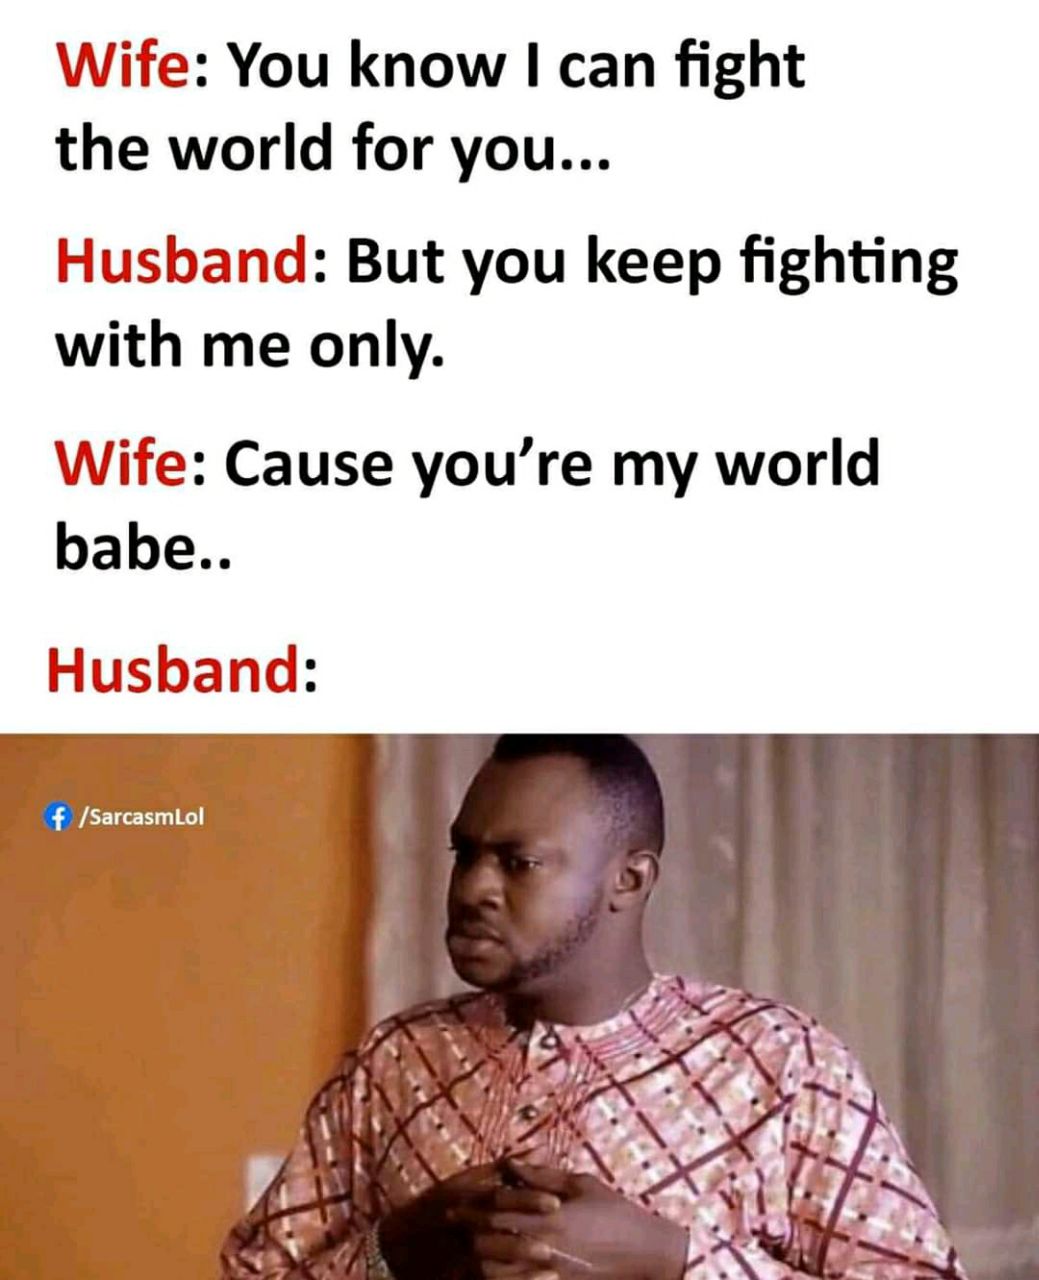 Wife: You know I can fight
the world for you...
Husband: But you keep fighting
with me only.
Wife: Cause you’re my world
babe..
Husband:
/SarcasmLol